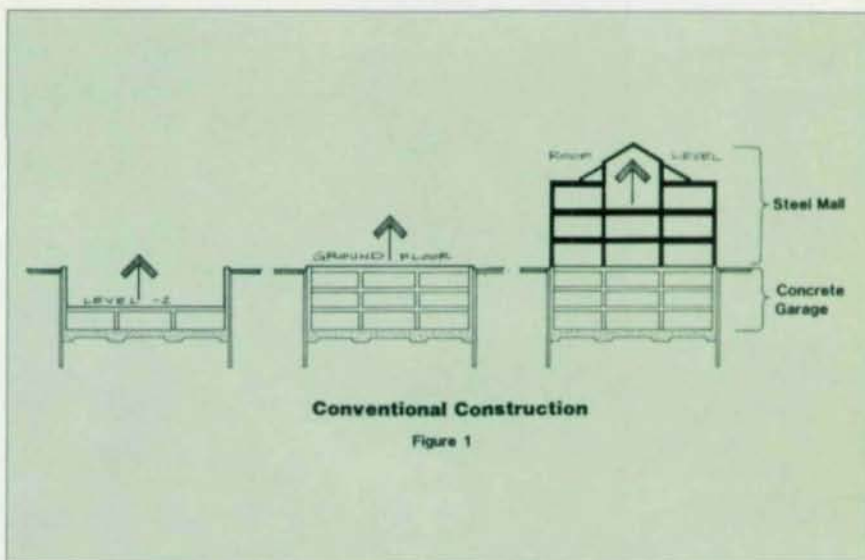 ROOF LEVEL
Steel Mall
GROUND FLOOR
LEVEL -2
Concrete
Garage
Conventional Construction
Figure 1